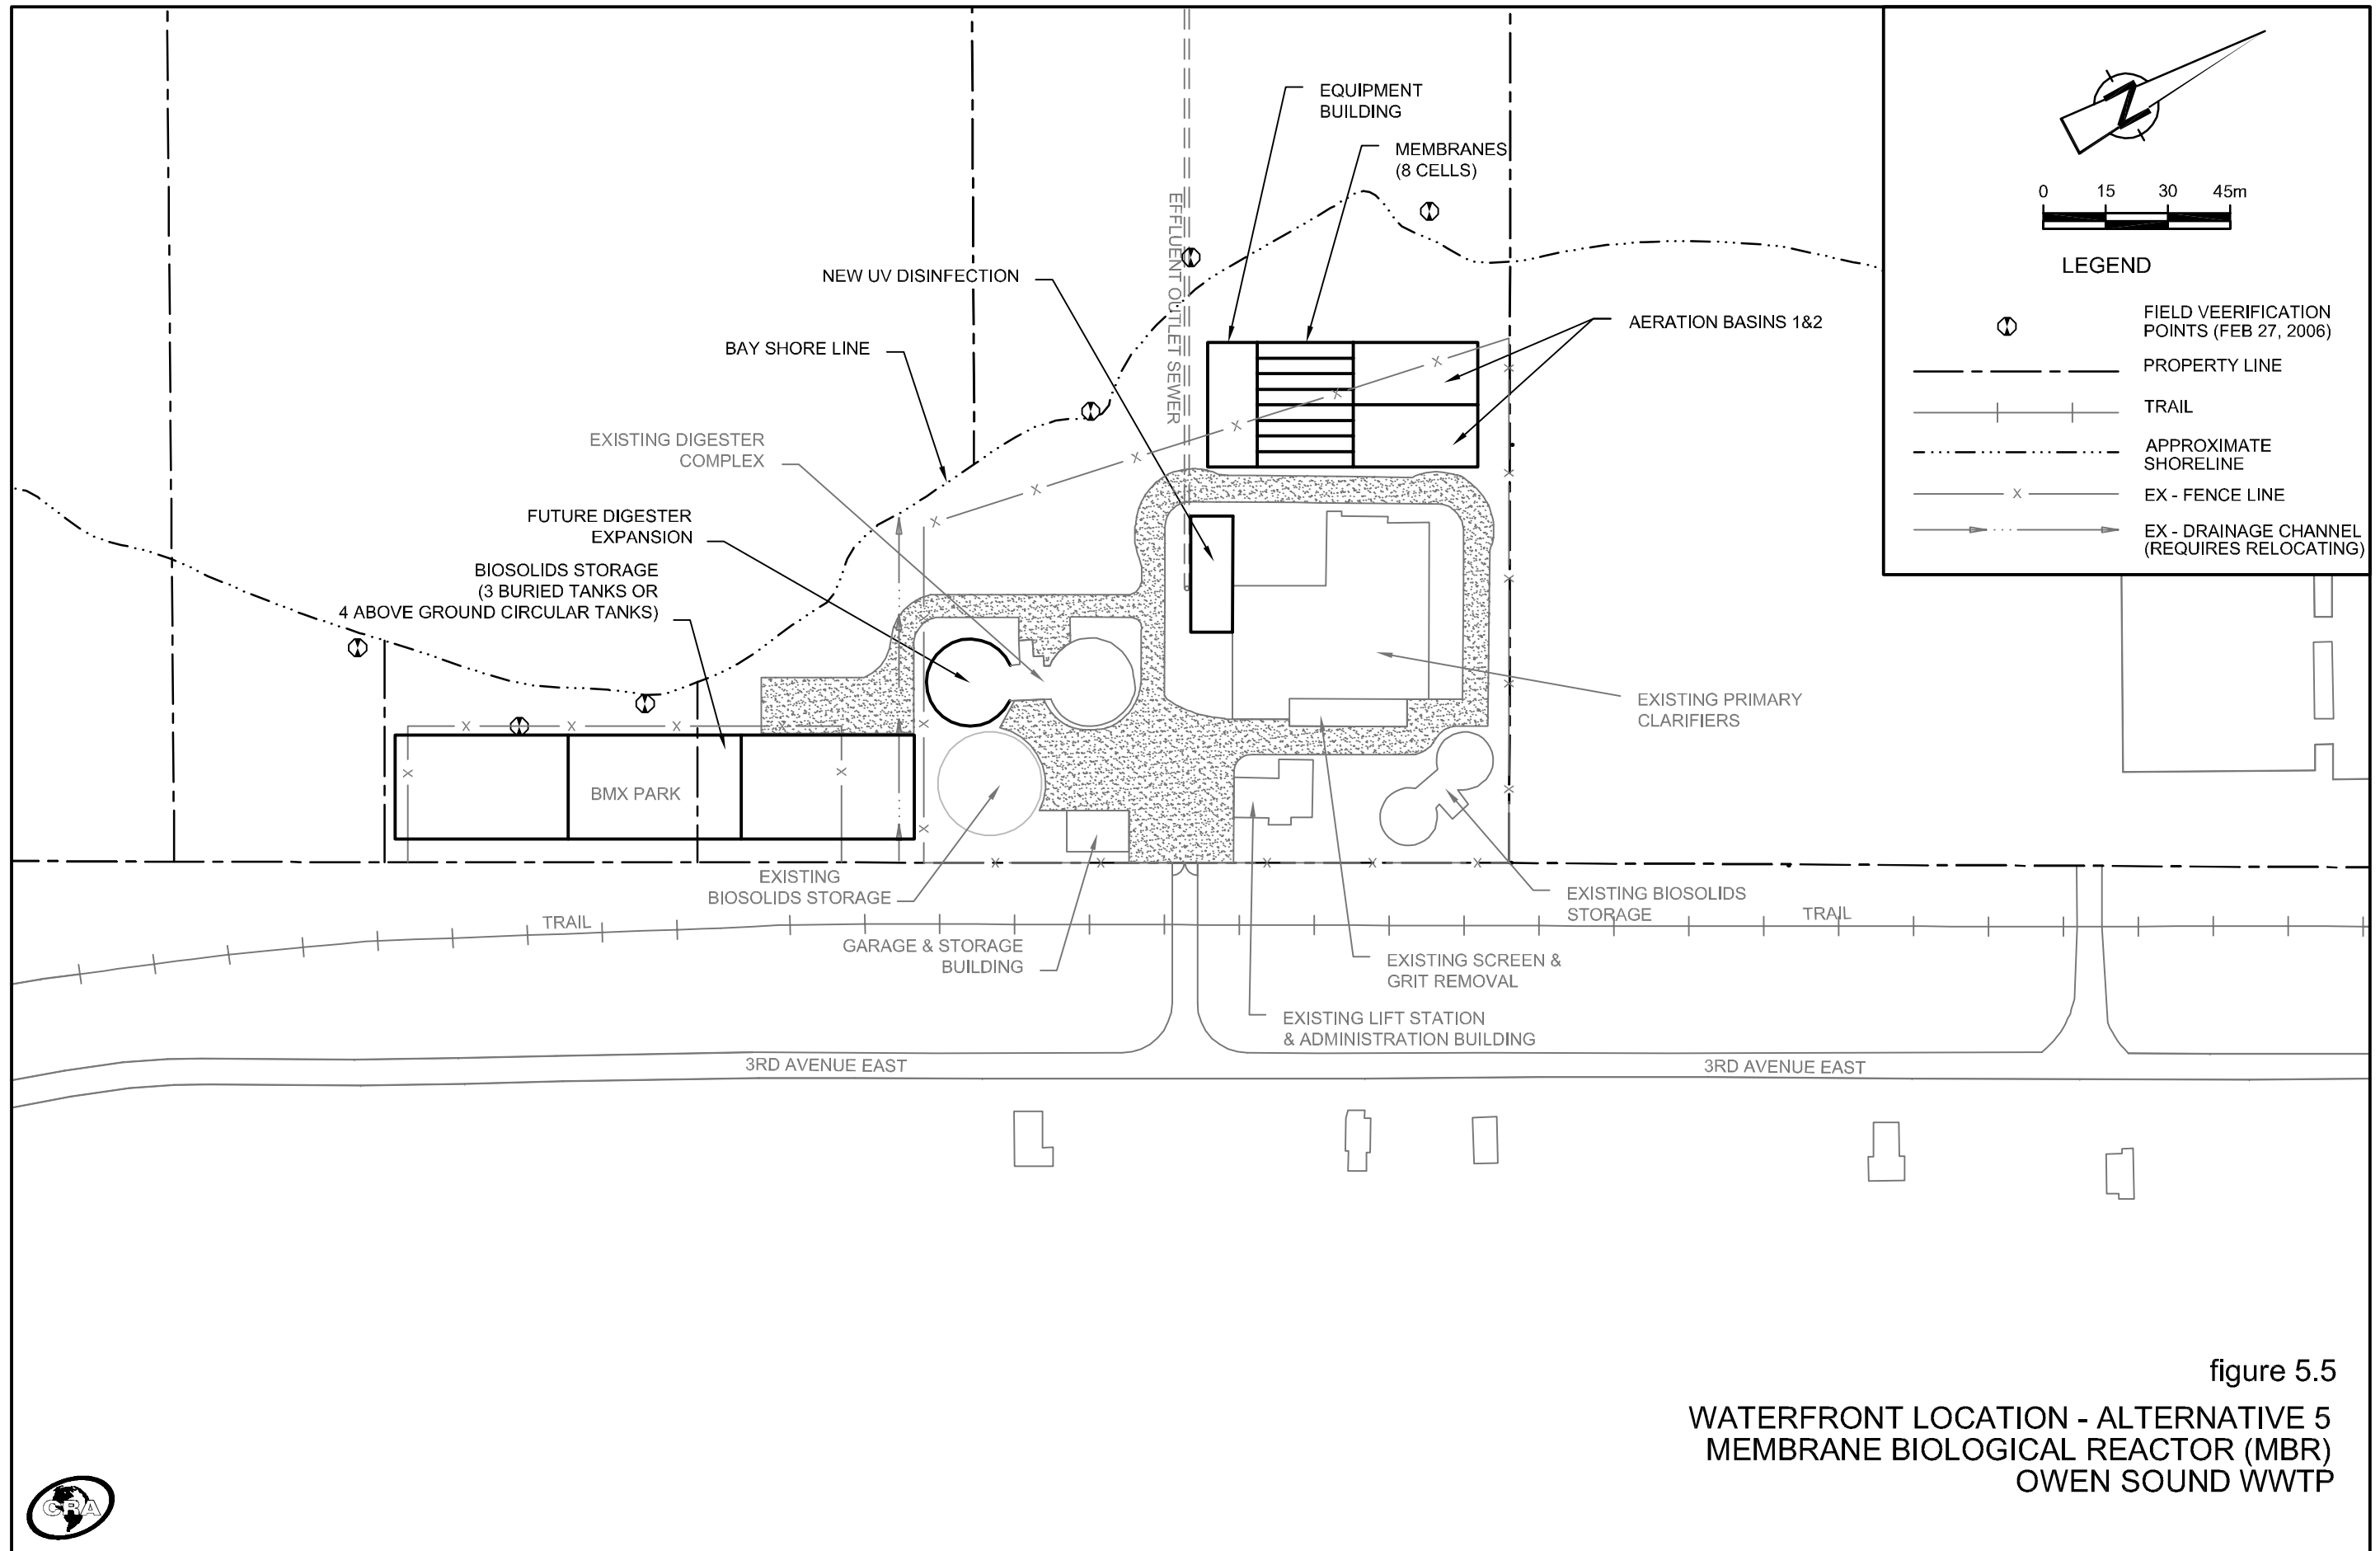 EQUIPMENT
BUILDING
MEMBRANES
(8 CELLS)
EFFLUENT OUTLET SEWER
NEW UV DISINFECTION
AERATION BASINS 1&2
BAY SHORE LINE
EXISTING DIGESTER
COMPLEX
FUTURE DIGESTER
EXPANSION
BIOSOLIDS STORAGE
(3 BURIED TANKS OR
4 ABOVE GROUND CIRCULAR TANKS)
BMX PARK
EXISTING PRIMARY
CLARIFIERS
EXISTING
BIOSOLIDS STORAGE
EXISTING BIOSOLIDS
STORAGE
TRAIL
TRAIL
GARAGE & STORAGE
BUILDING
EXISTING SCREEN &
GRIT REMOVAL
EXISTING LIFT STATION
& ADMINISTRATION BUILDING
3RD AVENUE EAST
3RD AVENUE EAST
N
0 15 30 45m
LEGEND
FIELD VEERIFICATION
POINTS (FEB 27, 2006)
PROPERTY LINE
TRAIL
APPROXIMATE
SHORELINE
X
EX - FENCE LINE
EX - DRAINAGE CHANNEL
(REQUIRES RELOCATING)
figure 5.5
WATERFRONT LOCATION - ALTERNATIVE 5
MEMBRANE BIOLOGICAL REACTOR (MBR)
OWEN SOUND WWTP
CRA